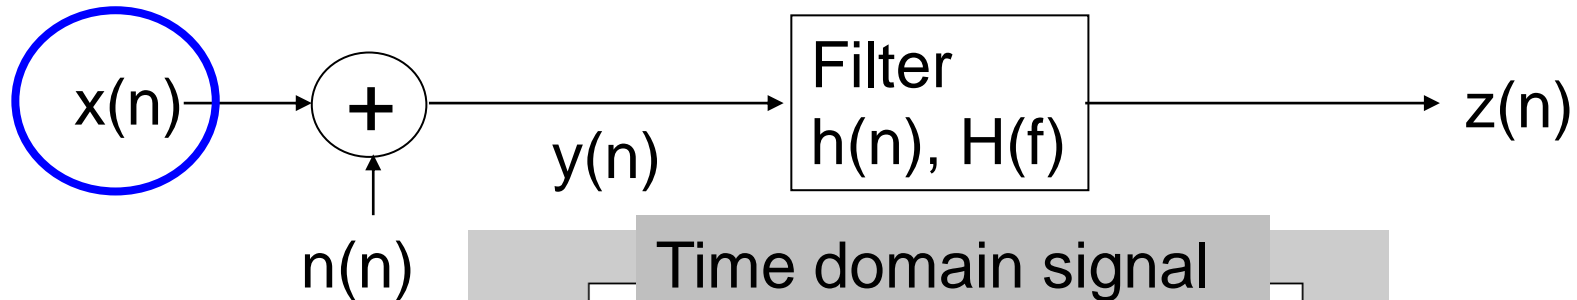 x(n)
+
y(n)
Filter
h(n), H(f)
z(n)
n(n)
Time domain signal